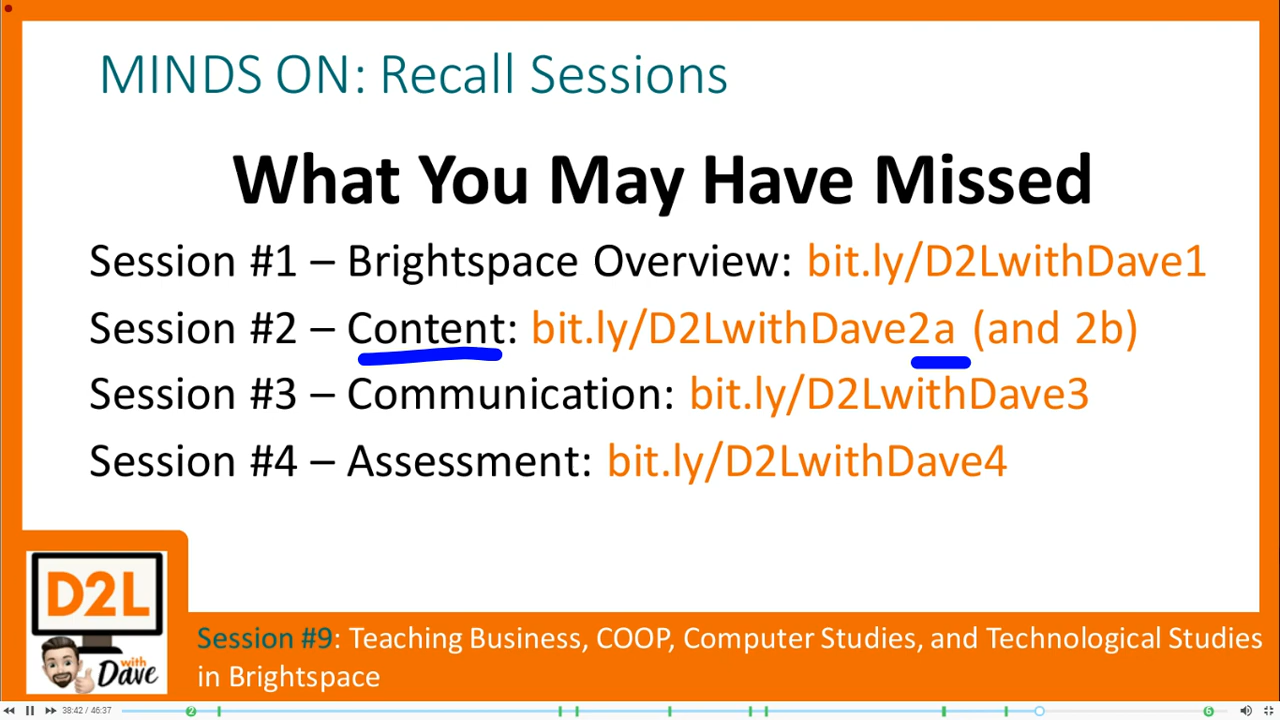 MINDS ON: Recall Sessions
What You May Have Missed
Session #1 – Brightspace Overview: bit.ly/D2LwithDave1
Session #2 – Content: bit.ly/D2LwithDave2a (and 2b)
Session #3 – Communication: bit.ly/D2LwithDave3
Session #4 – Assessment: bit.ly/D2LwithDave4
D2L
with
Dave
Session #9: Teaching Business, COOP, Computer Studies, and Technological Studies
in Brightspace
38:42 / 46:37
2
6